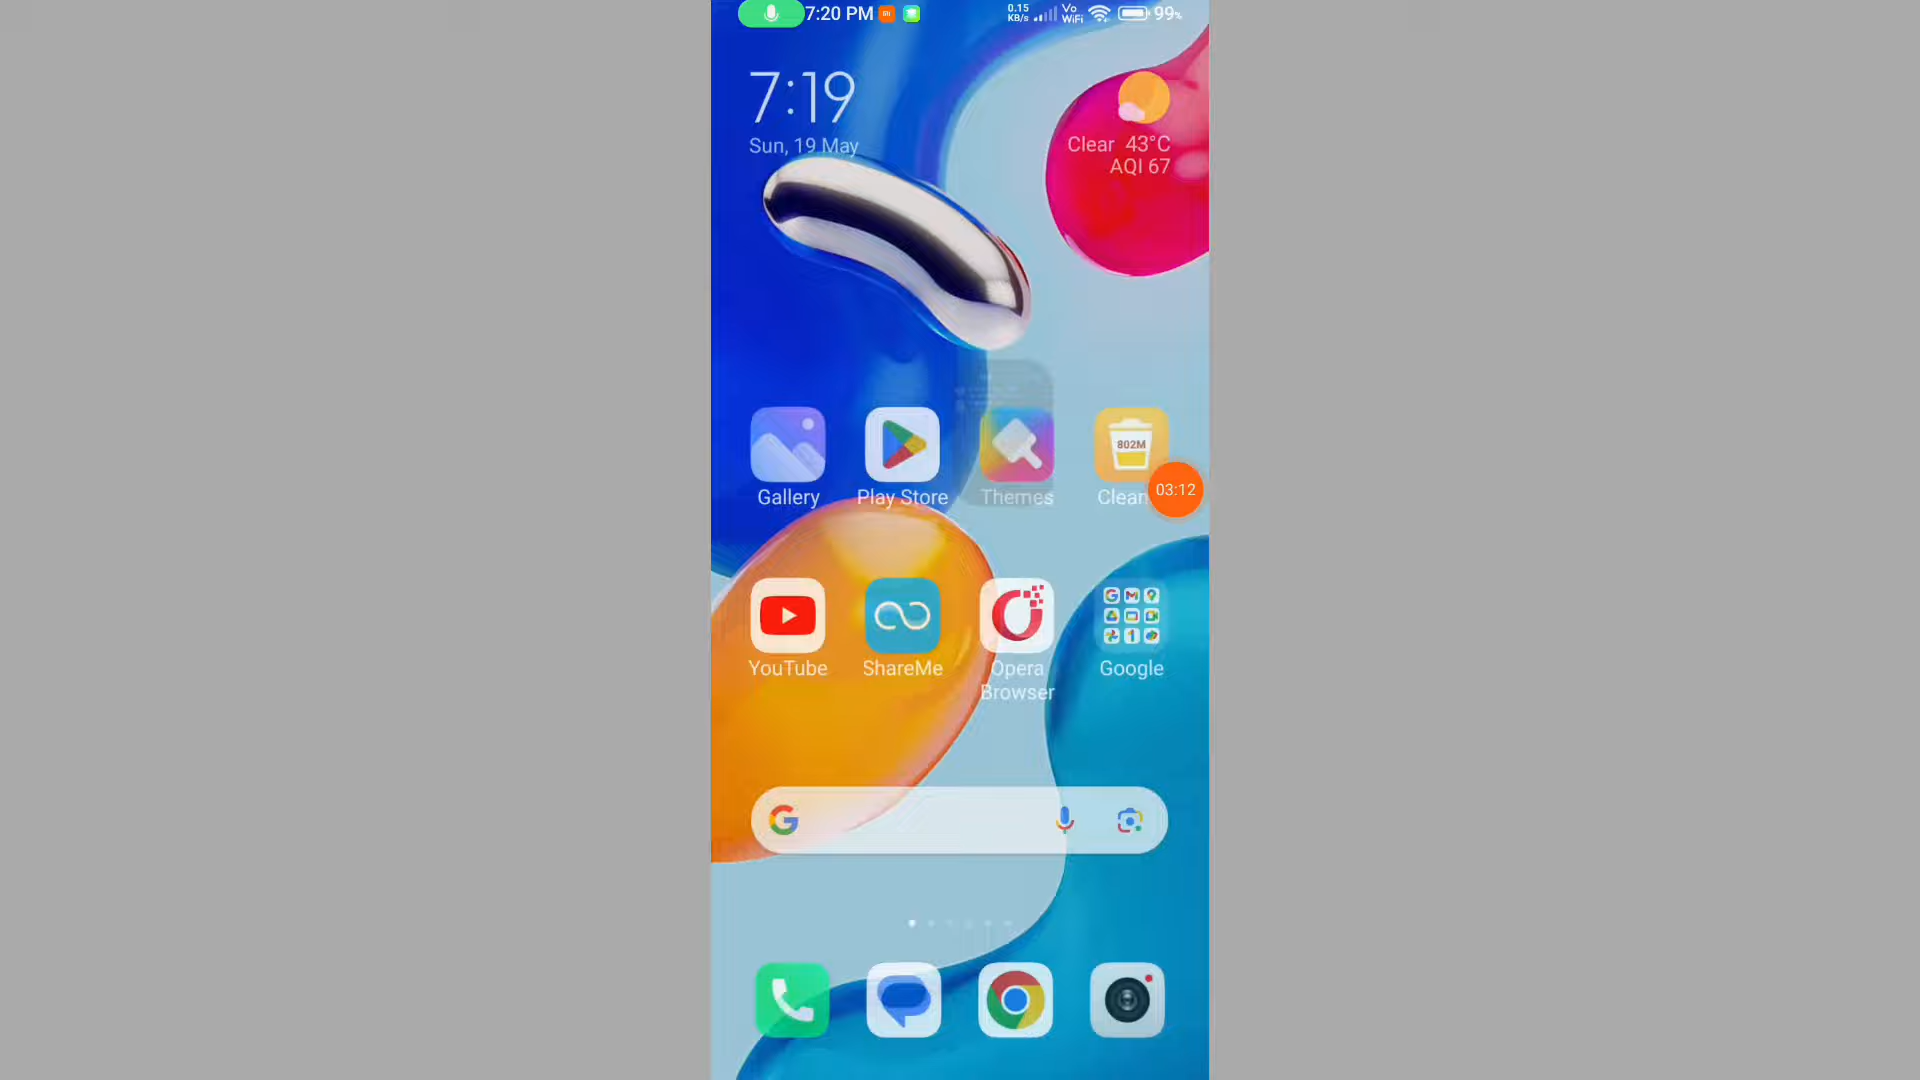 7:20 PM
0.15
KB/s
Vo
WiFi
99%
7:19
Sun, 19 May
Clear 43°C
AQI 67
802M
Gallery
Play Store
Themes
Clean
03:12
YouTube
ShareMe
Opera
Browser
Google